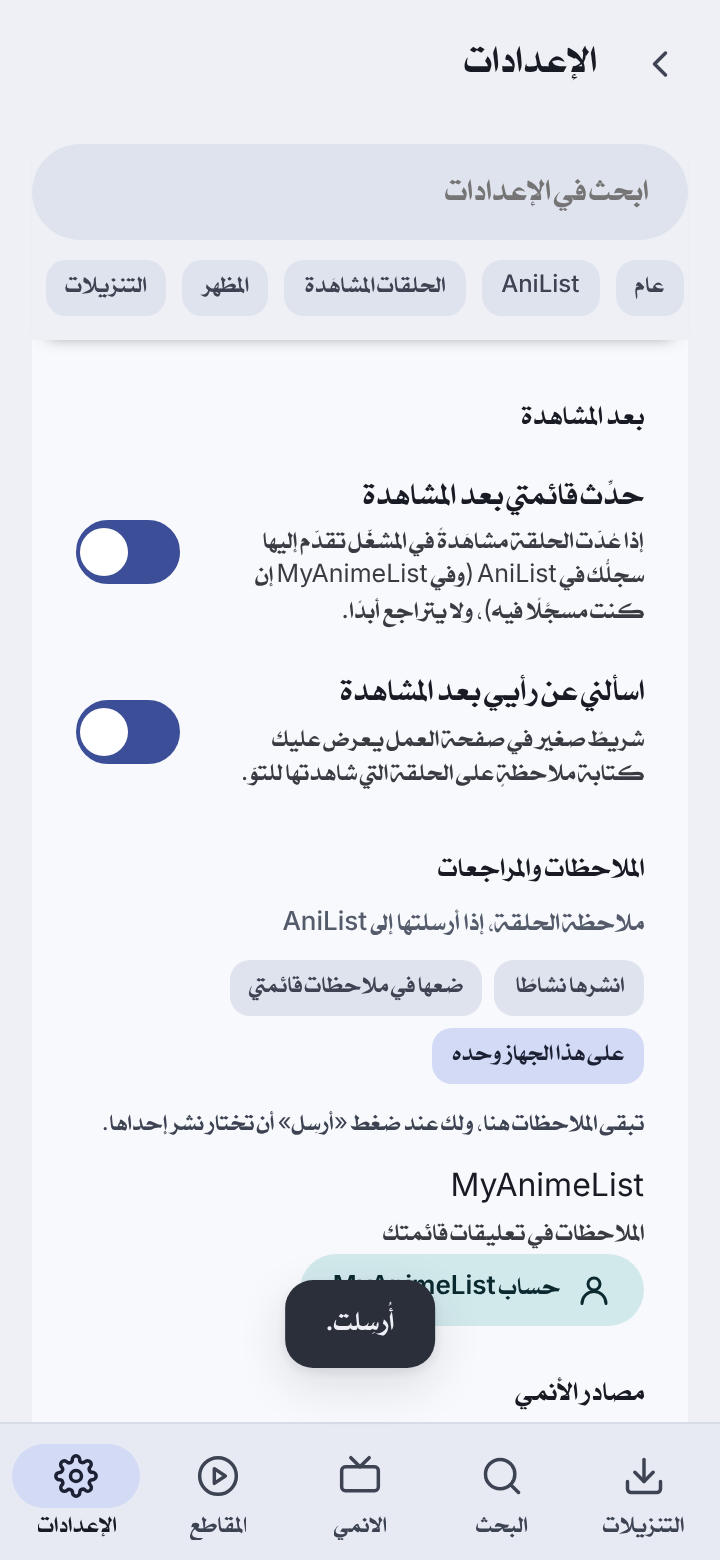 الإعدادات
ابحث في الإعدادات
عام
AniList
الحلقات المشاهَدة
المظهر
التنزيلات
بعد المشاهدة
حدِّث قائمتي بعد المشاهدة
إذا عُدّت الحلقة مشاهدةً في المشغّل تقدّم إليها
سجلُّك في AniList (وفي MyAnimeList إن
كنت مسجّلًا فيه)، ولا يتراجع أبدًا.
اسألني عن رأيي بعد المشاهدة
شريطٌ صغير في صفحة العمل يعرض عليك
كتابة ملاحظةٍ على الحلقة التي شاهدتها للتوّ.
الملاحظات والمراجعات
ملاحظة الحلقة، إذا أرسلتها إلى AniList
انشرها نشاطًا
ضعها في ملاحظات قائمتي
على هذا الجهاز وحده
تبقى الملاحظات هنا، ولك عند ضغط «أرسِل» أن تختار نشر إحداها.
MyAnimeList
الملاحظات في تعليقات قائمتك
حساب MyAnimeList
أُرسِلت.
مصادر الأنمي
التنزيلات
البحث
الانمي
المقاطع
الإعدادات